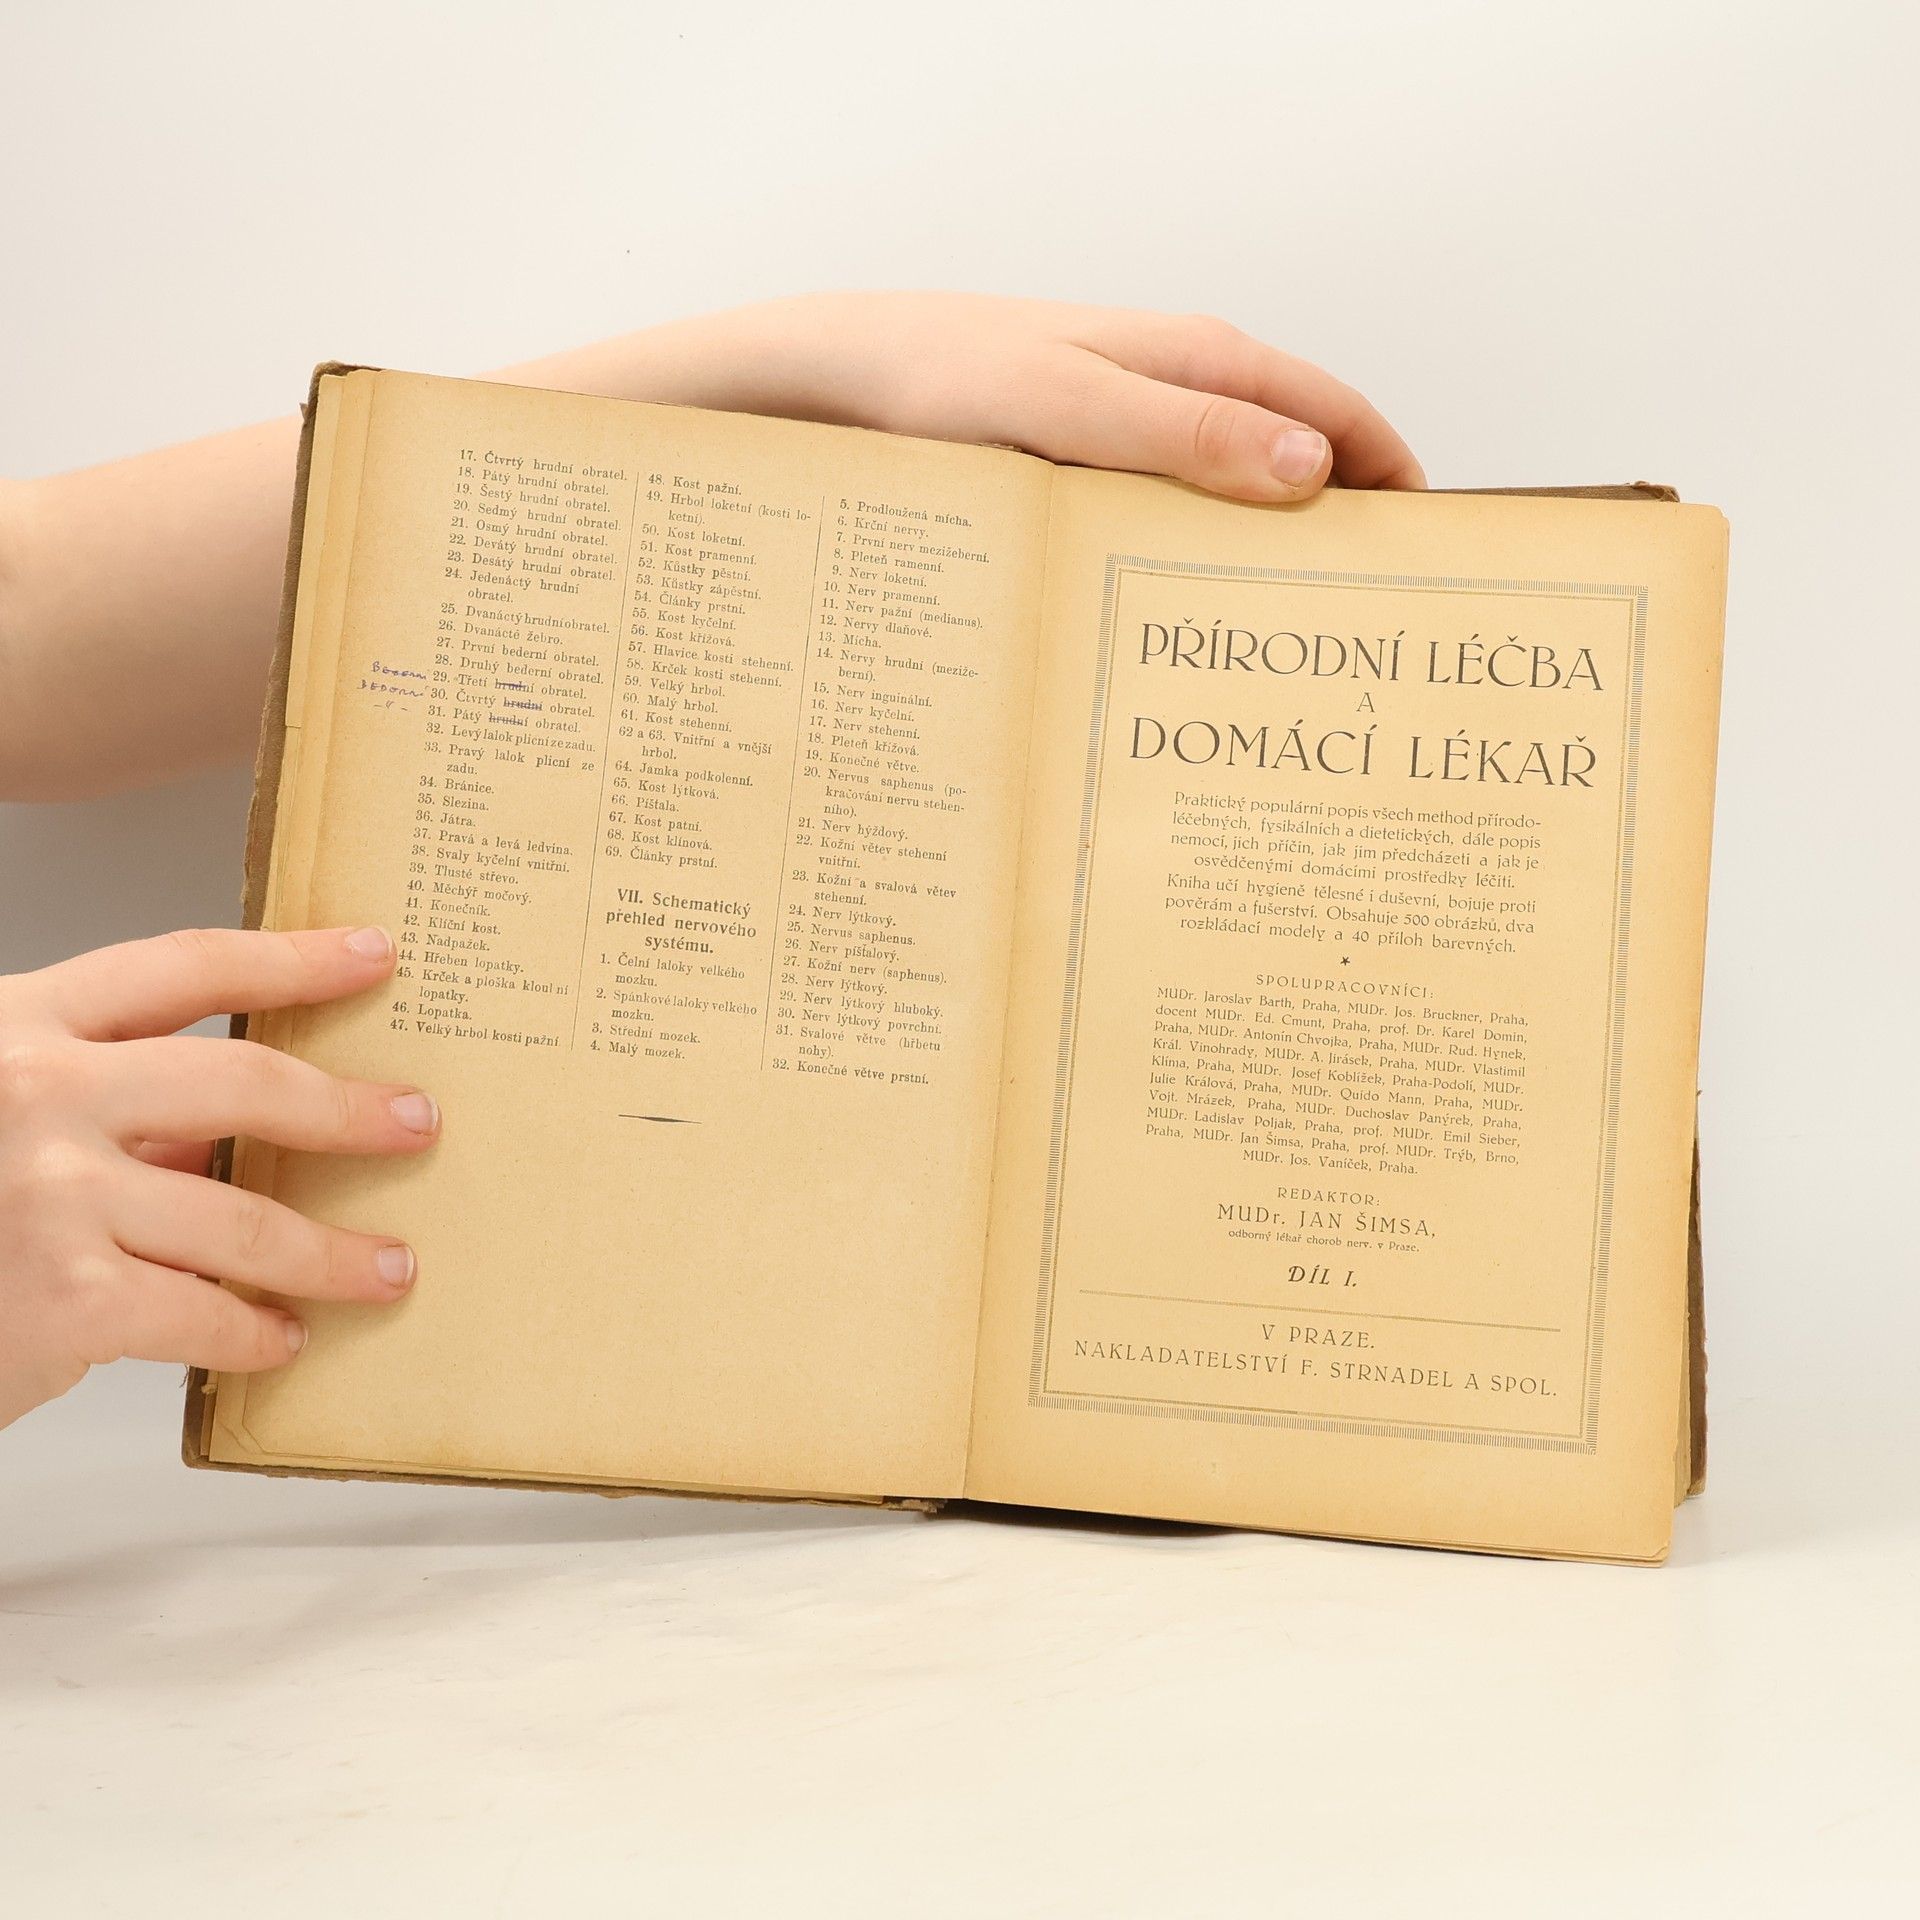 17. Čtvrtý hrudní obratel.
18. Pátý hrudní obratel.
19. Šestý hrudní obratel.
20. Sedmý hrudní obratel.
21. Osmý hrudní obratel.
22. Devátý hrudní obratel.
23. Desátý hrudní obratel.
24. Jedenáctý hrudní
obratel.
25. Dvanáctý hrudní obratel.
26. Dvanácté žebro.
27. První bederní obratel.
28. Druhý bederní obratel.
29. Třetí hrudní obratel.
BEDERNÍ 30. Čtvrtý hrudní obratel.
31. Pátý hrudní obratel.
32. Levý lalok plicní ze zadu.
33. Pravý lalok plicní ze
zadu.
34. Bránice.
35. Slezina.
36. Játra.
37. Pravá a levá ledvina.
38. Svaly kyčelní vnitřní.
39. Tlusté střevo.
40. Měchýř močový.
41. Konečník.
42. Klíční kost.
43. Nadpažek.
44. Hřeben lopatky.
45. Krček a ploška kloubní
lopatky.
46. Lopatka.
47. Velký hrbol kosti pažní
48. Kost pažní.
49. Hrbol loketní (kosti lo-
ketní).
50. Kost loketní.
51. Kost pramenní.
52. Kůstky pěstní.
53. Kůstky zápěstní.
54. Články prstní.
55. Kost kyčelní.
56. Kost křížová.
57. Hlavice kosti stehenní.
58. Krček kosti stehenní.
59. Velký hrbol.
60. Malý hrbol.
61. Kost stehenní.
62 a 63. Vnitřní a vnější
hrbol.
64. Jamka podkolenní.
65. Kost lýtková.
66. Píšťala.
67. Kost patní.
68. Kost klínová.
69. Články prstní.
VII. Schematický
přehled nervového
systému.
1. Čelní laloky velkého
mozku.
2. Spánkové laloky velkého
mozku.
3. Střední mozek.
4. Malý mozek.
5. Prodloužená mícha.
6. Krční nervy.
7. První nerv mezižeberní.
8. Pleteň ramenní.
9. Nerv loketní.
10. Nerv pramenní.
11. Nerv pažní (medianus).
12. Nervy dlaňové.
13. Mícha.
14. Nervy hrudní (meziže-
berní).
15. Nerv inguinální.
16. Nerv kyčelní.
17. Nerv stehenní.
18. Pleteň křížová.
19. Konečné větve.
20. Nervus saphenus (po-
kračování nervu stehen-
ního).
21. Nerv hýžďový.
22. Kožní větev stehenní
vnitřní.
23. Kožní a svalová větev
stehenní.
24. Nerv lýtkový.
25. Nervus saphenus.
26. Nerv píšťalový.
27. Kožní nerv (saphenus).
28. Nerv lýtkový.
29. Nerv lýtkový hluboký.
30. Nerv lýtkový povrchní.
31. Svalové větve (hřbetu
nohy).
32. Konečné větve prstní.
PŘÍRODNÍ LÉČBA
A
DOMÁCÍ LÉKAŘ
Praktický populární popis všech method přírodo-
léčebných, fysikálních a dietetických, dále popis
nemocí, jich příčin, jak jim předcházeti a jak je
osvědčenými domácími prostředky léčiti.
Kniha učí hygieně tělesné i duševní, bojuje proti
pověrám a fušerství. Obsahuje 500 obrázků, dva
rozkládací modely a 40 příloh barevných.
SPOLUPRACOVNÍCI:
MUDr. Jaroslav Barth, Praha, MUDr. Jos. Bruckner, Praha,
docent MUDr. Ed. Cmunt, Praha, prof. Dr. Karel Domin,
Praha, MUDr. Antonín Chvojka, Praha, MUDr. Rud. Hynek,
Král. Vinohrady, MUDr. A. Jirásek, Praha, MUDr. Vlastimil
Klíma, Praha, MUDr. Josef Koblížek, Praha-Podolí, MUDr.
Julie Králová, Praha, MUDr. Quido Mann, Praha, MUDr.
Vojt. Mrázek, Praha, MUDr. Duchoslav Panýrek, Praha,
MUDr. Ladislav Poljak, Praha, prof. MUDr. Emil Sieber,
Praha, MUDr. Jan Šimsa, Praha, prof. MUDr. Trýb, Brno,
MUDr. Jos. Vaníček, Praha.
REDAKTOR:
MUDr. JAN ŠIMSA,
odborný lékař chorob nerv. v Praze.
DÍL I.
V PRAZE.
NAKLADATELSTVÍ F. STRNADEL A SPOL.